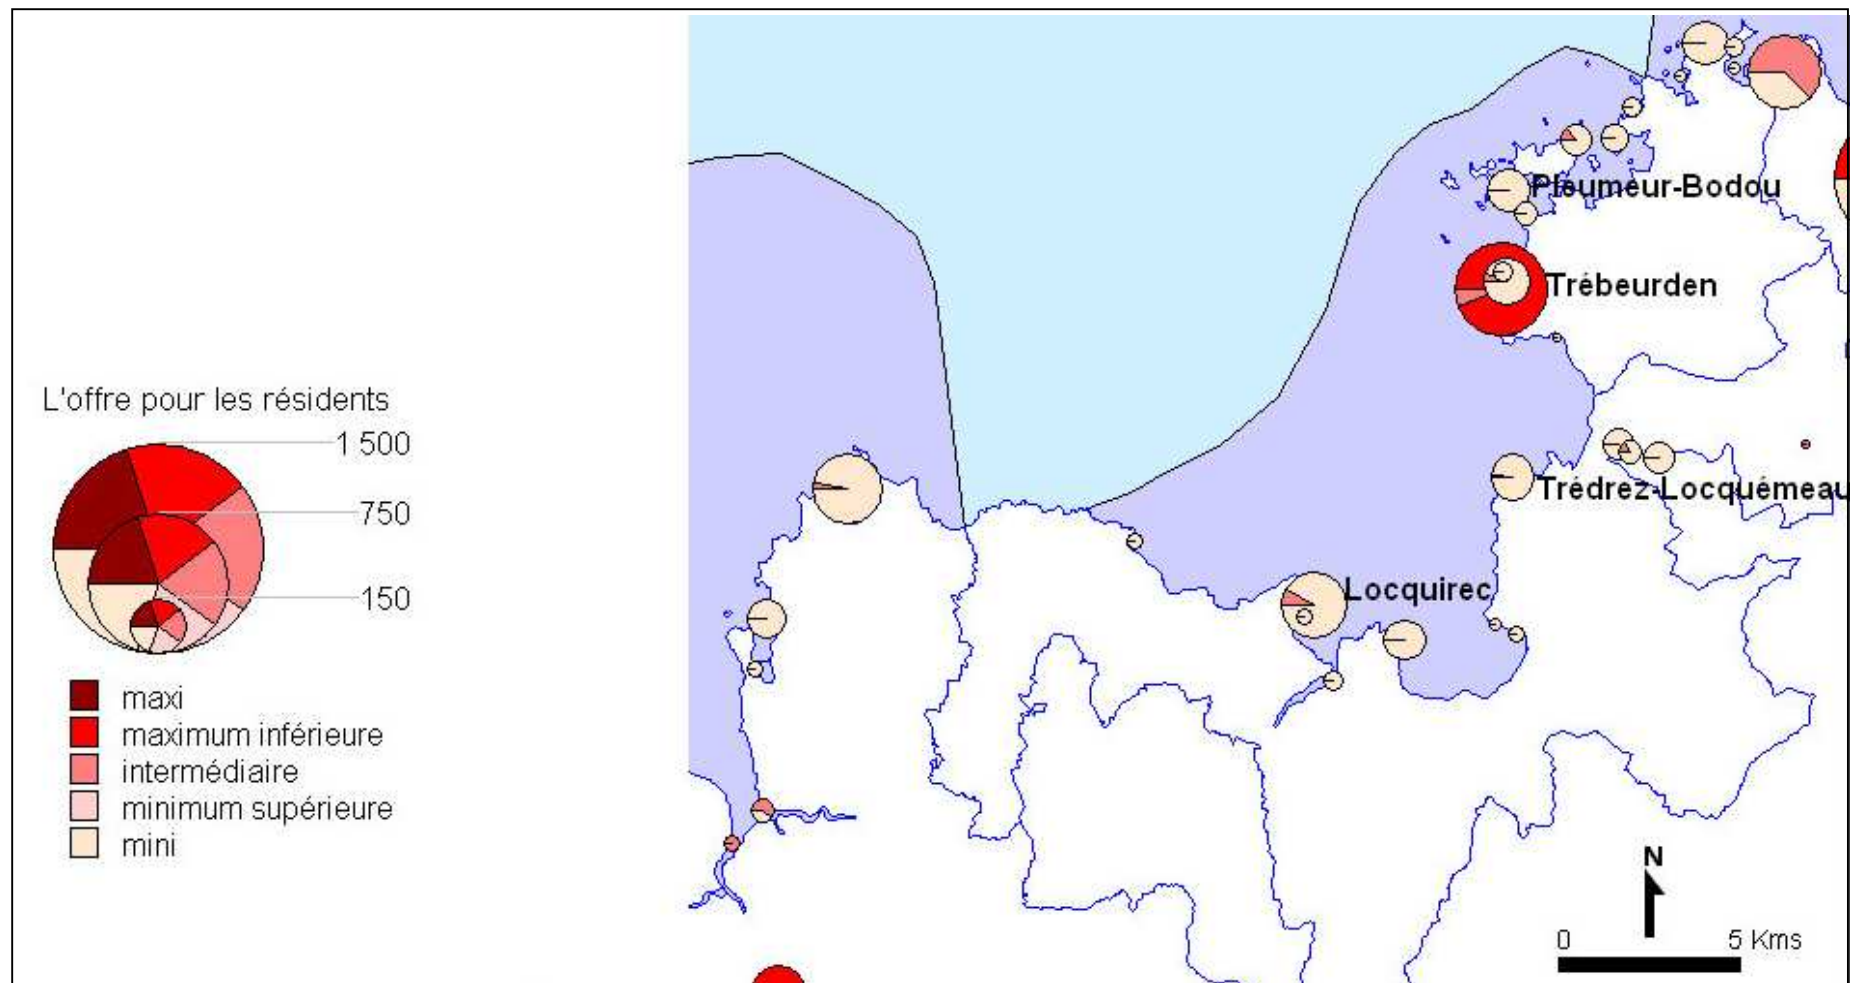 L'offre pour les résidents
1 500
750
150
maxi
maximum inférieure
intermédiaire
minimum supérieure
mini
Pleumeur-Bodou
Trébeurden
Trédrez-Locquémeau
Locquirec
N
0 5 Kms